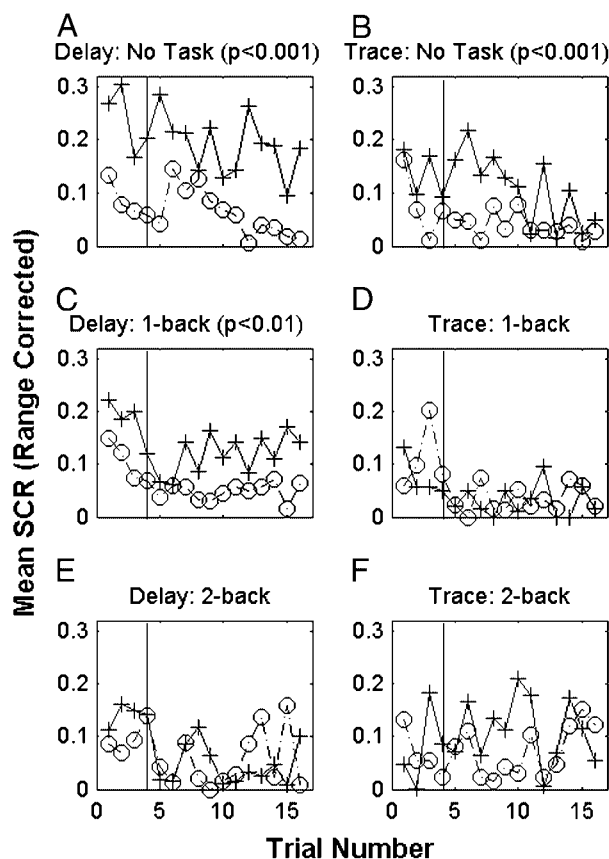 A
Delay: No Task (p<0.001)
0.3
0.2
0.1
0
B
Trace: No Task (p<0.001)
0.3
0.2
0.1
0
C
Delay: 1-back (p<0.01)
0.3
0.2
0.1
0
D
Trace: 1-back
0.3
0.2
0.1
0
E
Delay: 2-back
0.3
0.2
0.1
0
0 5 10 15
F
Trace: 2-back
0.3
0.2
0.1
0
0 5 10 15
Mean SCR (Range Corrected)
Trial Number